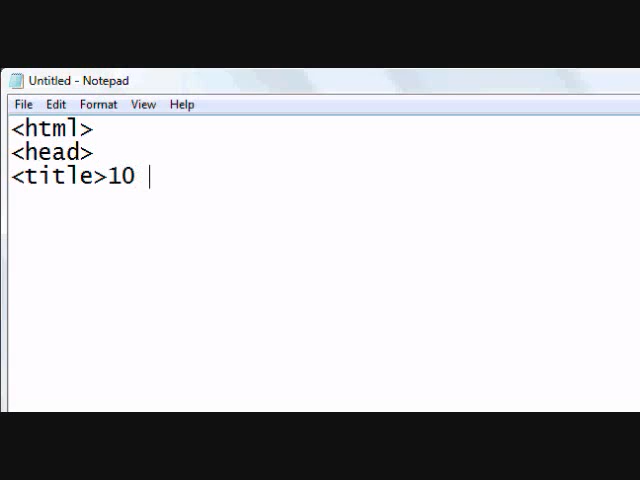 Untitled - Notepad
File Edit Format View Help
<html>
<head>
<title>10